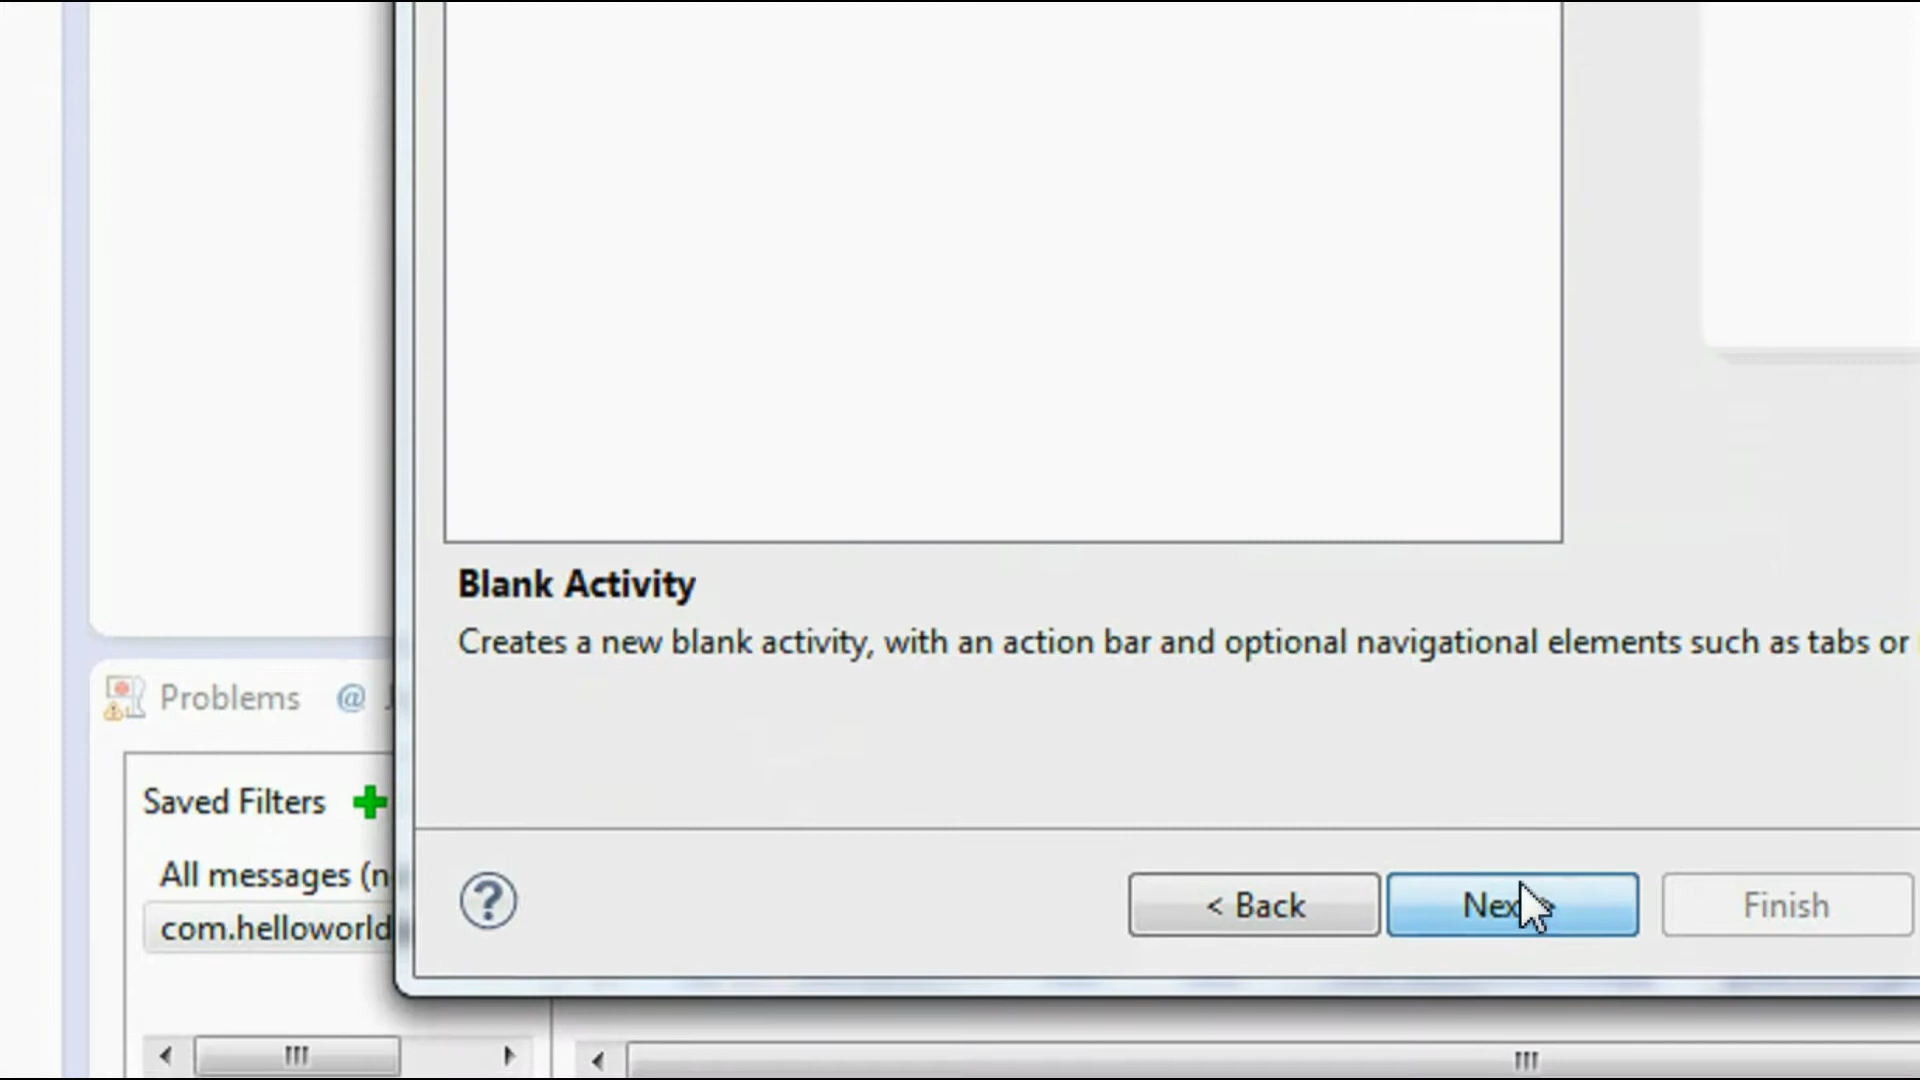 Blank Activity
Creates a new blank activity, with an action bar and optional navigational elements such as tabs or
Problems @
Saved Filters
All messages (n
com.helloworld
? < Back Next > Finish